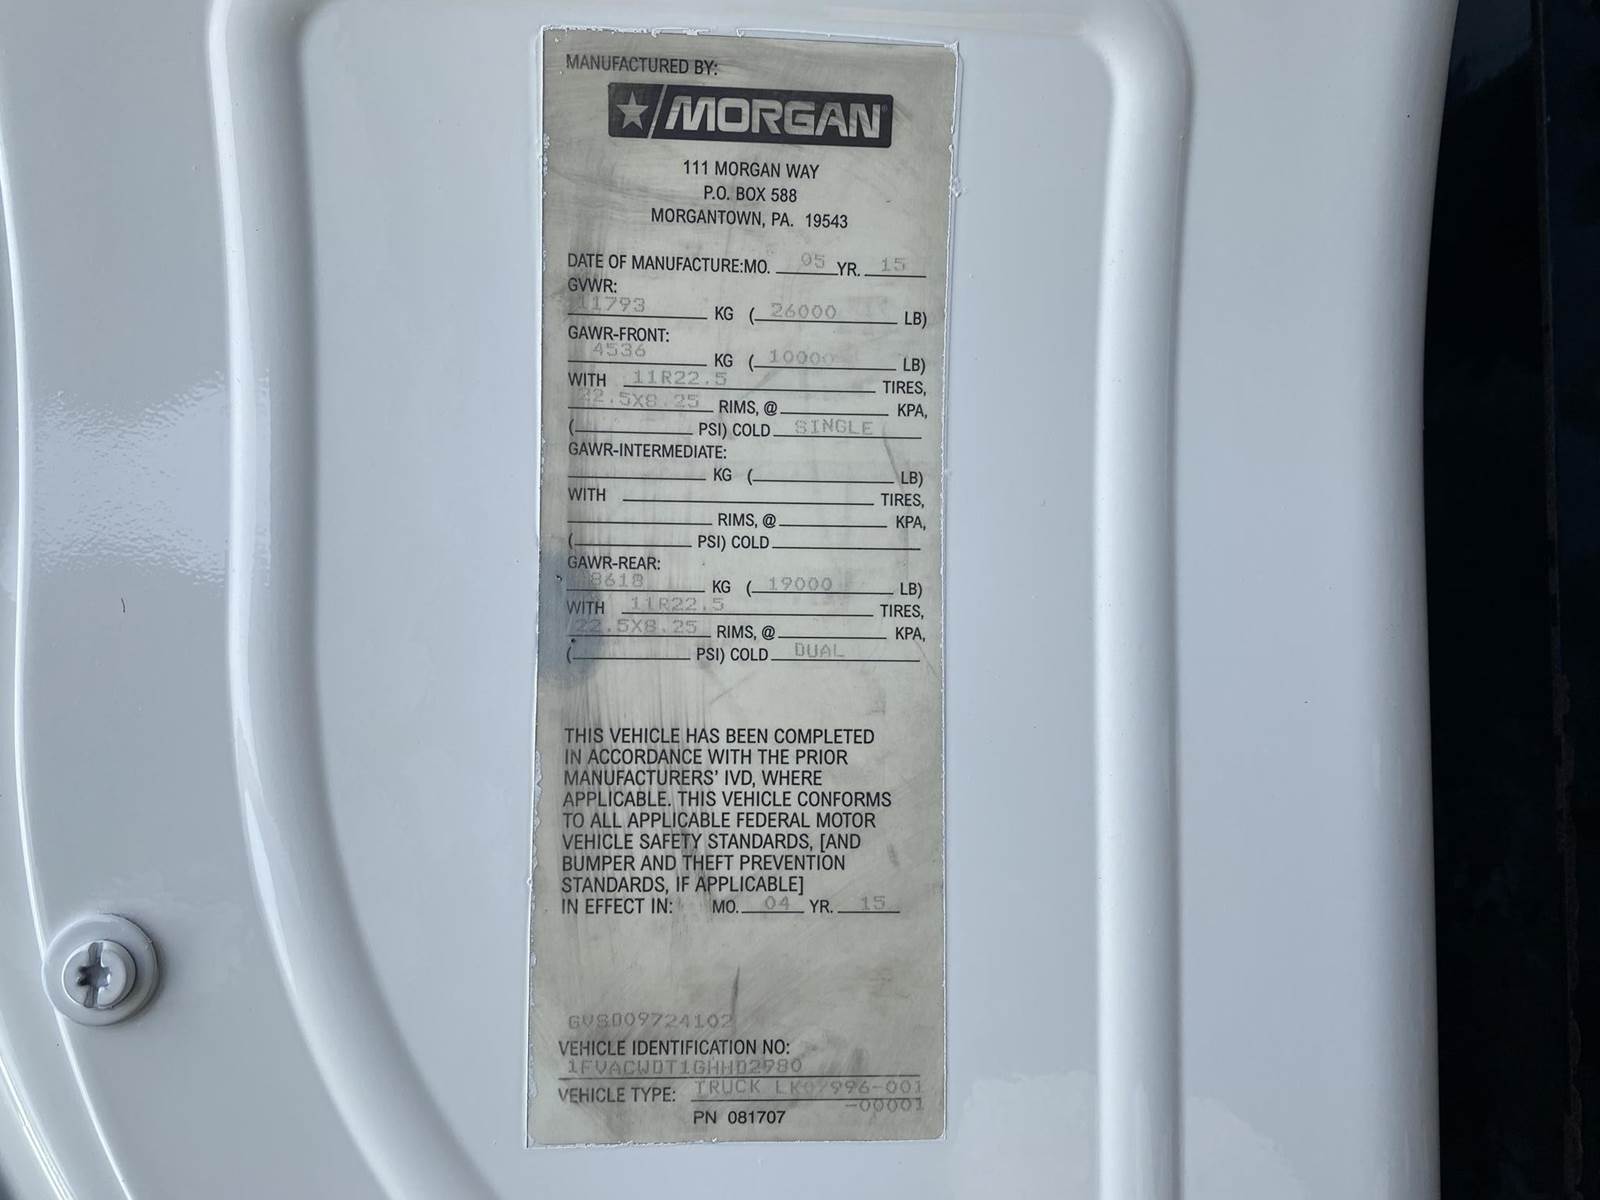 MANUFACTURED BY:
MORGAN
111 MORGAN WAY
P.O. BOX 588
MORGANTOWN, PA. 19543
DATE OF MANUFACTURE:MO. 05 YR. 15
GVWR:
11793 KG (26000 LB)
GAWR-FRONT:
4536 KG (10000 LB)
WITH 11R22.5 TIRES,
22.5X8.25 RIMS, @ KPA,
( PSI) COLD SINGLE
GAWR-INTERMEDIATE:
KG ( LB)
WITH TIRES,
RIMS, @ KPA,
( PSI) COLD
GAWR-REAR:
8618 KG (19000 LB)
WITH 11R22.5 TIRES,
22.5X8.25 RIMS, @ KPA,
( PSI) COLD DUAL
THIS VEHICLE HAS BEEN COMPLETED
IN ACCORDANCE WITH THE PRIOR
MANUFACTURERS' IVD, WHERE
APPLICABLE. THIS VEHICLE CONFORMS
TO ALL APPLICABLE FEDERAL MOTOR
VEHICLE SAFETY STANDARDS, [AND
BUMPER AND THEFT PREVENTION
STANDARDS, IF APPLICABLE]
IN EFFECT IN: MO. 04 YR. 15
GVSD09724102
VEHICLE IDENTIFICATION NO:
1FVACWDT1GHHD2980
VEHICLE TYPE: TRUCK LK07996-001
-00001
PN 081707